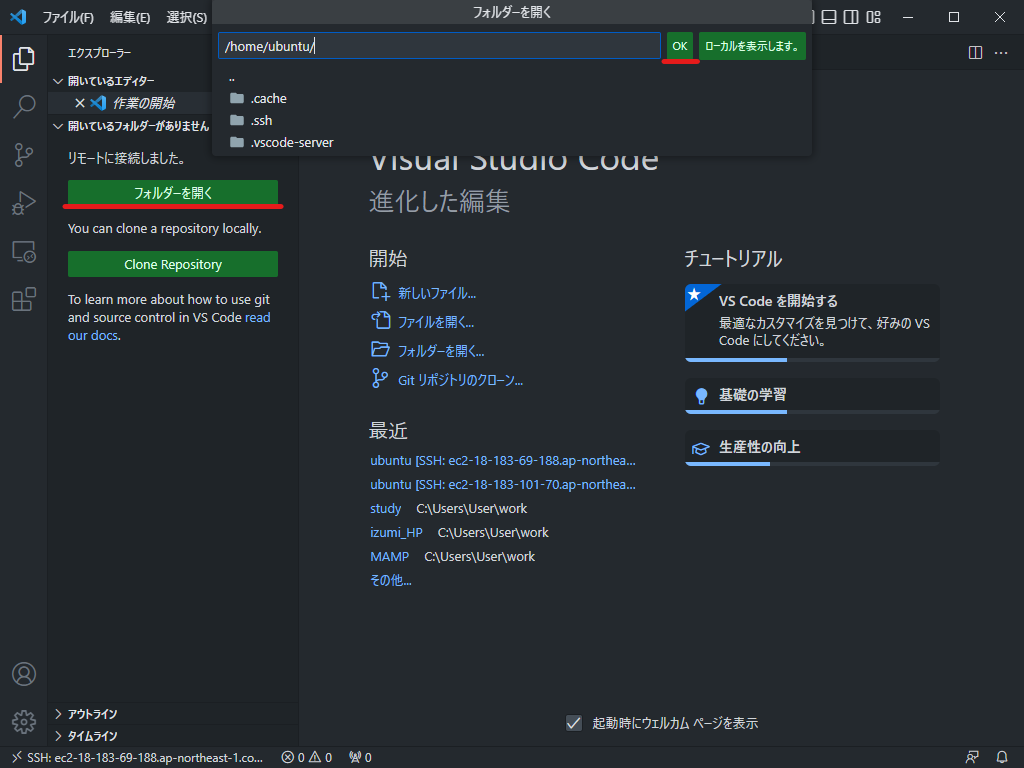 ファイル(F) 編集(E) 選択(S)
フォルダーを開く
/home/ubuntu/
OK
ローカルを表示します。
..
.cache
.ssh
.vscode-server
エクスプローラー
開いているエディター
作業の開始
開いているフォルダーがありません
リモートに接続しました。
フォルダーを開く
You can clone a repository locally.
Clone Repository
To learn more about how to use git
and source control in VS Code read
our docs.
アウトライン
タイムライン
Visual Studio Code
進化した編集
開始
新しいファイル...
ファイルを開く...
フォルダーを開く...
Git リポジトリのクローン...
最近
ubuntu [SSH: ec2-18-183-69-188.ap-northea...
ubuntu [SSH: ec2-18-183-101-70.ap-northea...
study C:\Users\User\work
izumi_HP C:\Users\User\work
MAMP C:\Users\User\work
その他...
チュートリアル
VS Code を開始する
最適なカスタマイズを見つけて、好みの VS
Code にしてください。
基礎の学習
生産性の向上
起動時にウェルカム ページを表示
SSH: ec2-18-183-69-188.ap-northeast-1.co... 0 0 0